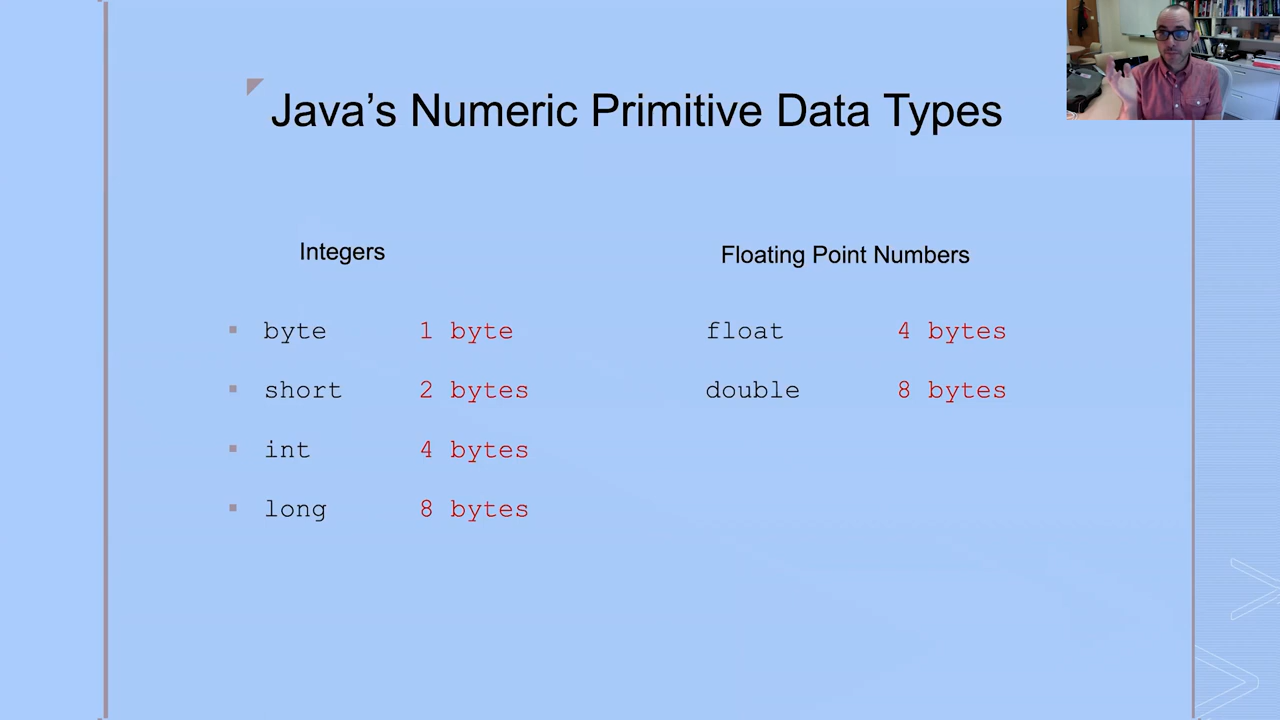 Java’s Numeric Primitive Data Types
Integers
byte 1 byte
short 2 bytes
int 4 bytes
long 8 bytes
Floating Point Numbers
float 4 bytes
double 8 bytes